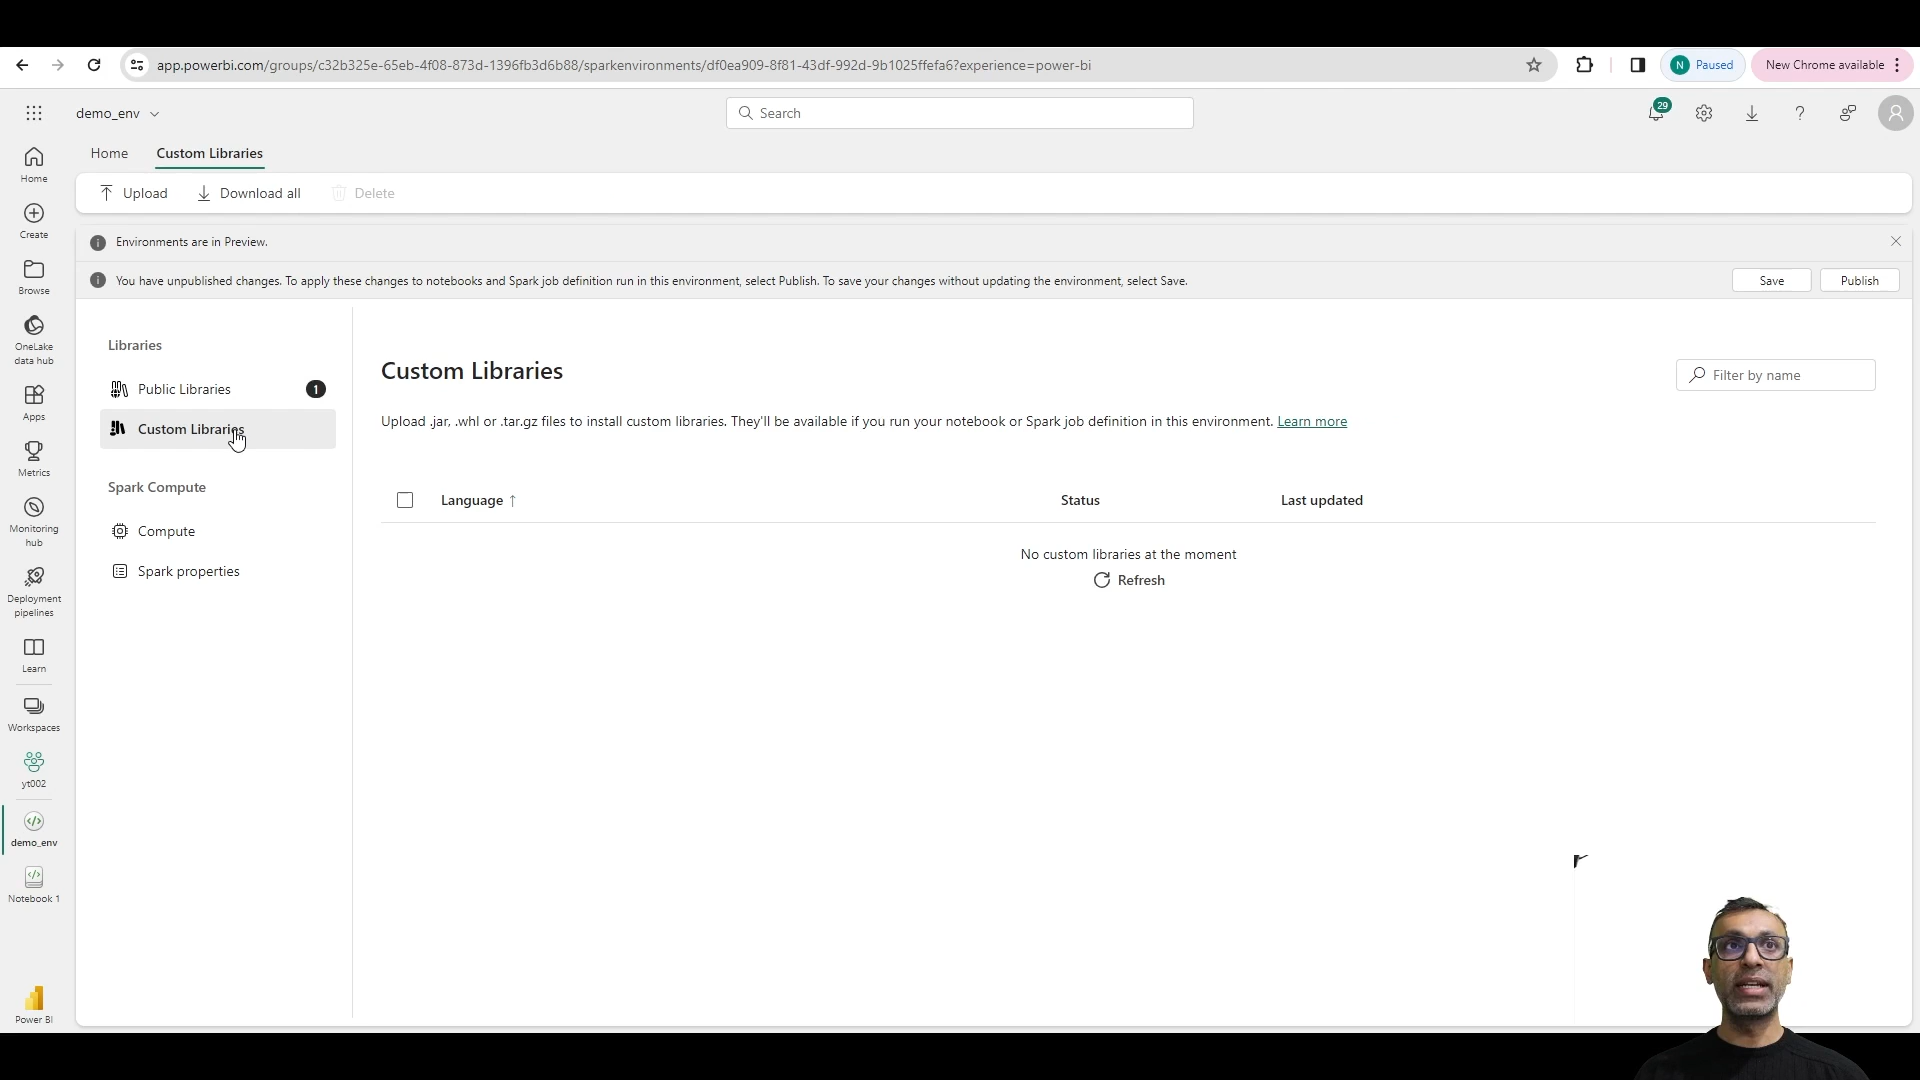 app.powerbi.com/groups/c32b325e-65eb-4f08-873d-1396fb3d6b88/sparkenvironments/df0ea909-8f81-43df-992d-9b1025ffefa6?experience=power-bi
N Paused
New Chrome available
demo_env
Search
29
Home
Custom Libraries
Upload
Download all
Delete
Environments are in Preview.
You have unpublished changes. To apply these changes to notebooks and Spark job definition run in this environment, select Publish. To save your changes without updating the environment, select Save.
Save
Publish
Home
Create
Browse
OneLake
data hub
Apps
Metrics
Monitoring
hub
Deployment
pipelines
Learn
Workspaces
yt002
demo_env
Notebook 1
Power BI
Libraries
Public Libraries
1
Custom Libraries
Spark Compute
Compute
Spark properties
Custom Libraries
Filter by name
Upload .jar, .whl or .tar.gz files to install custom libraries. They'll be available if you run your notebook or Spark job definition in this environment. Learn more
Language ↑
Status
Last updated
No custom libraries at the moment
Refresh